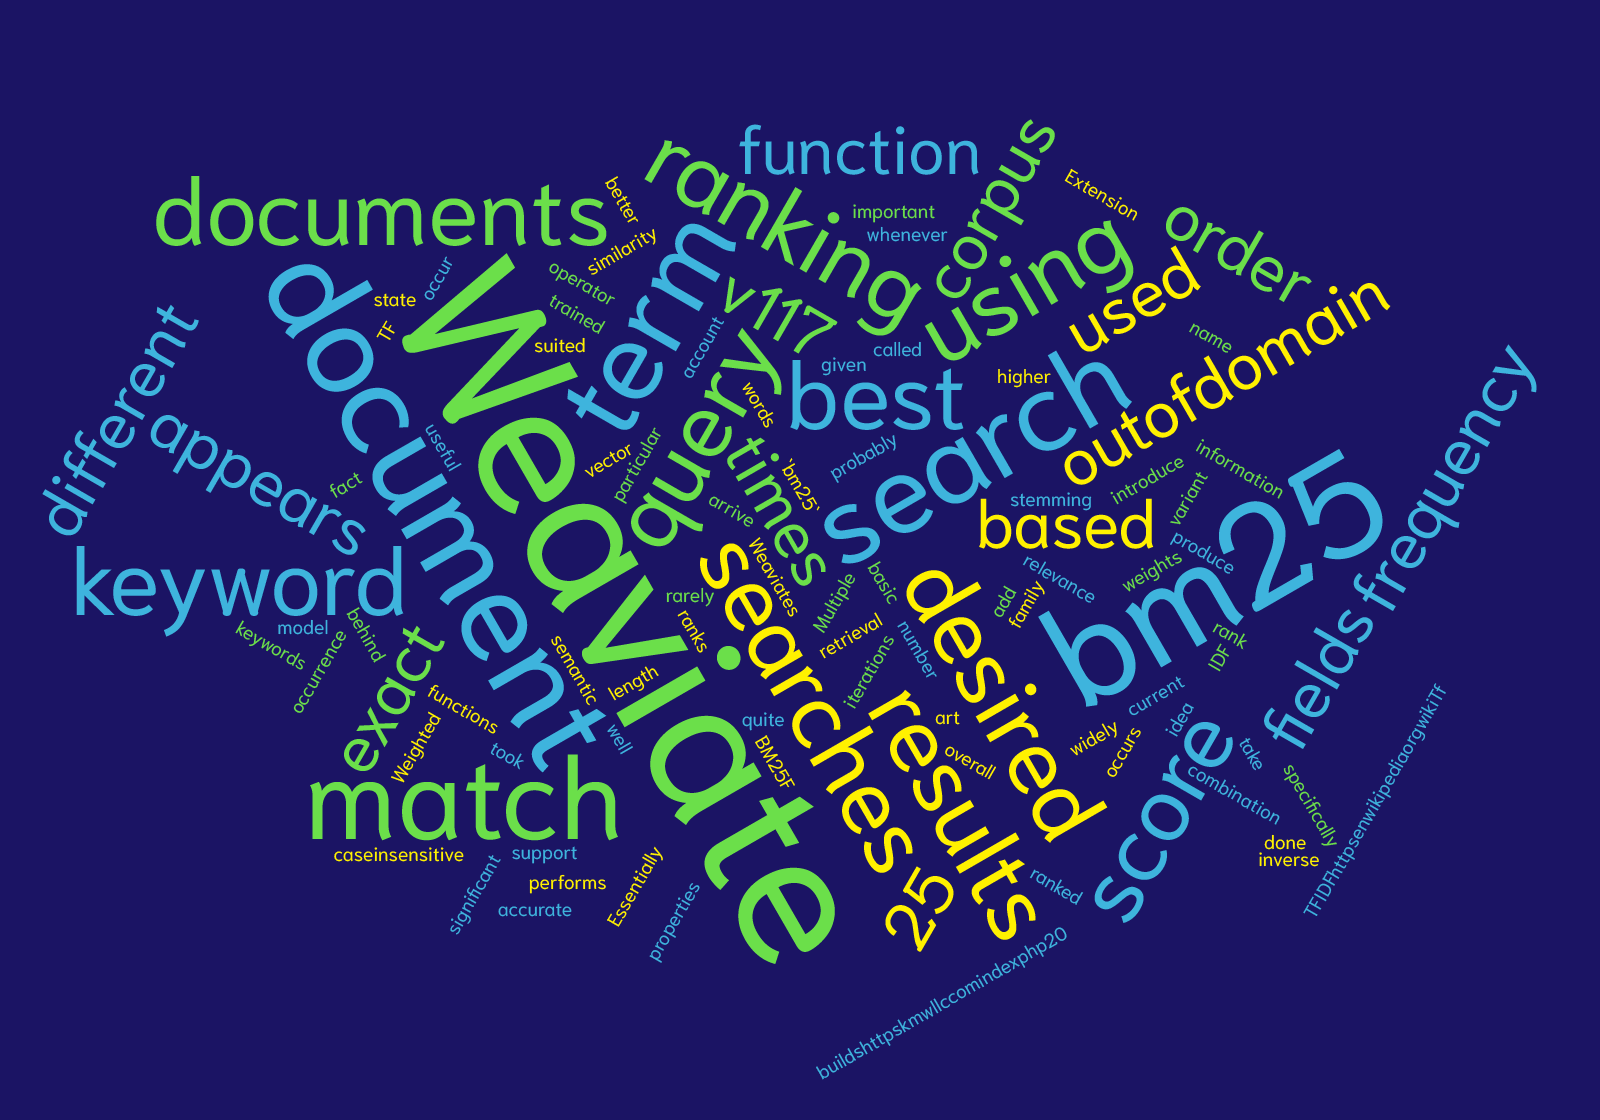 function
corpus
ranking
Extension
documents
better
important
whenever
order
similarity
term
using
used
occur
operator
state
trained
TF
v117
suited
account
called
given
name
different
document
Weaviate
query
words
best
higher
search
outofdomain
appears
useful
fact
vector
particular
times
`bm25`
probably
information
introduce
variant
stemming
based
fields
frequency
arrive
keyword
searches
Weaviates
basic
Multiple
relevance
produce
weights
bm25
desired
add
family
rarely
ranks
model
keywords
behind
occurrence
exact
retrieval
number
iterations
rank
IDF
semantic
length
functions
Weighted
took
well
quite
BM25F
results
art
overall
widely
occurs
current
idea
score
take
combination
specifically
TFIDFhttpsenwikipediaorgwikiTf
match
caseinsensitive
support
significant
performs
accurate
Essentially
properties
25
ranked
done
inverse
buildshttpskmwllccomindexphp20